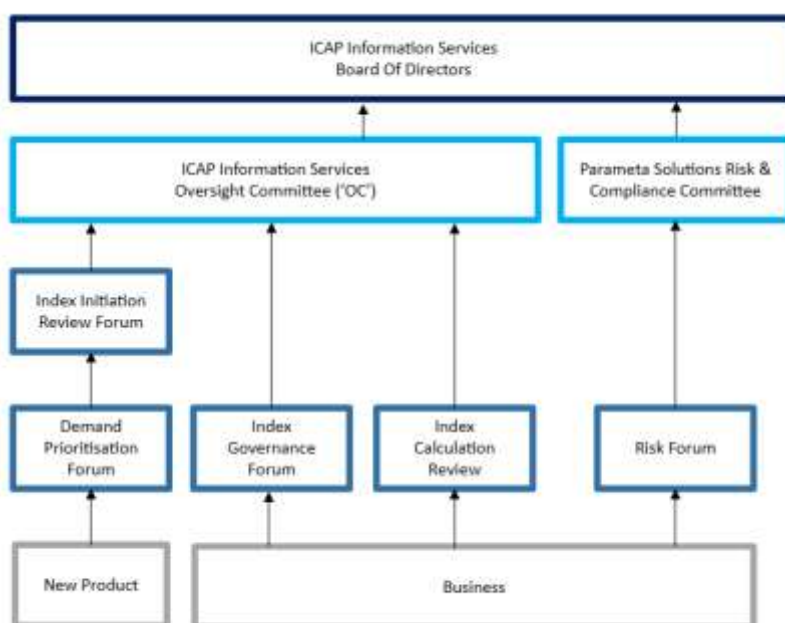 ICAP Information Services
Board Of Directors
ICAP Information Services
Oversight Committee ('OC')
Parameta Solutions Risk &
Compliance Committee
Index Initiation
Review Forum
Demand
Prioritisation
Forum
Index
Governance
Forum
Index
Calculation
Review
Risk Forum
New Product
Business